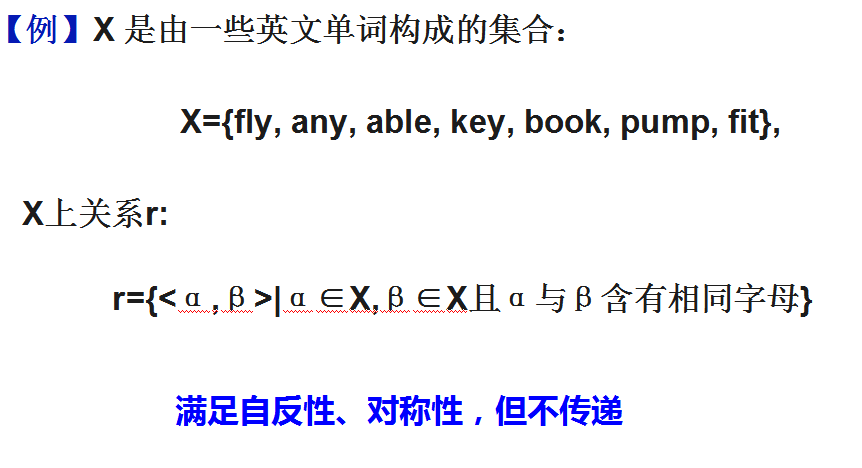 【例】X 是由一些英文单词构成的集合：
X={fly, any, able, key, book, pump, fit},
X上关系r:
r={<α,β>|α∈X,β∈X且α与β含有相同字母}
满足自反性、对称性，但不传递